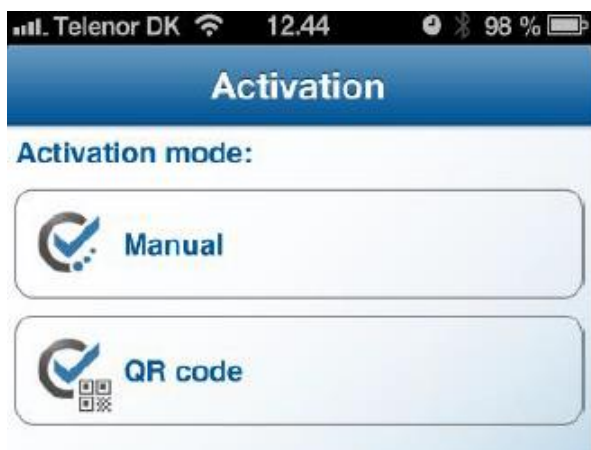 Telenor DK 12.44 98 %
Activation
Activation mode:
Manual
QR code